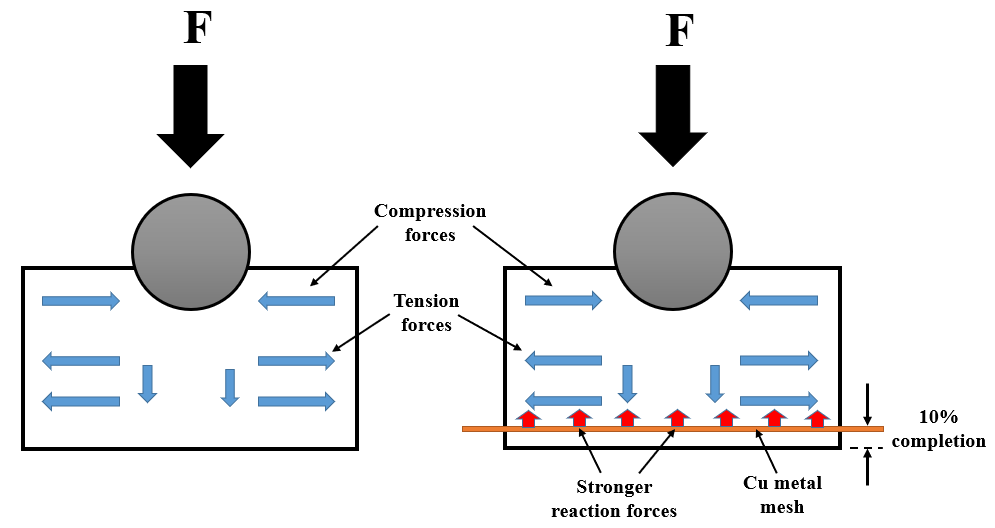 F
F
Compression
forces
Tension
forces
10%
completion
Stronger
reaction forces
Cu metal
mesh